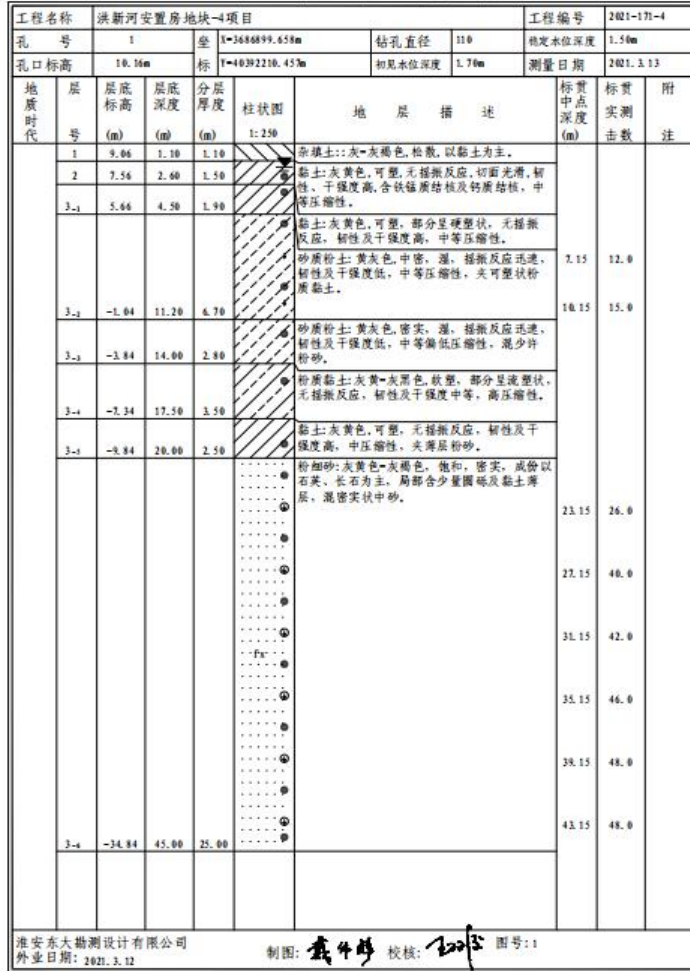 工程名称 洪新河安置房地块-4项目 工程编号 2021-171-4
孔号 1 坐标 X=3686899.658m 钻孔直径 110 稳定水位深度 1.50m
孔口标高 10.16m Y=40392210.457m 初见水位深度 1.70m 测量日期 2021.3.13
地质时代 层号 层底标高(m) 层底深度(m) 分层厚度(m) 柱状图 1:250 地层描述 标贯中点深度(m) 标贯实测击数 附注
1 9.06 1.10 1.10 杂填土::灰=灰褐色,松散,以黏土为主。
2 7.56 2.60 1.50 黏土:灰黄色,可塑,无摇振反应,切面光滑,韧
性、干强度高,含铁锰质结核及钙质结核,中
等压缩性。
3-1 5.66 4.50 1.90
黏土:灰黄色,可塑,部分呈硬塑状,无摇振
反应,韧性及干强度高,中等压缩性。
砂质粉土:黄灰色,中密,湿,摇振反应迅速, 7.15 12.0
韧性及干强度低,中等压缩性,夹可塑状粉
质黏土。
3-2 -1.04 11.20 6.70 10.15 15.0
砂质粉土:黄灰色,密实,湿,摇振反应迅速,
韧性及干强度低,中等偏低压缩性,混少许
粉砂。
3-3 -3.84 14.00 2.80
粉质黏土:灰黄=灰黑色,软塑,部分呈流塑状,
无摇振反应,韧性及干强度中等,高压缩性。
3-4 -7.34 17.50 3.50
黏土:灰黄色,可塑,无摇振反应,韧性及干
强度高,中压缩性,夹薄层粉砂。
3-5 -9.84 20.00 2.50
粉细砂:灰黄色=灰褐色,饱和,密实,成份以
石英、长石为主,局部含少量圆砾及黏土薄
层,混密实状中砂。
23.15 26.0
27.15 40.0
31.15 42.0
fx
35.15 46.0
39.15 48.0
43.15 48.0
3-6 -34.84 45.00 25.00
淮安东大勘测设计有限公司
外业日期: 2021.3.12 制图: 校核: 图号:1